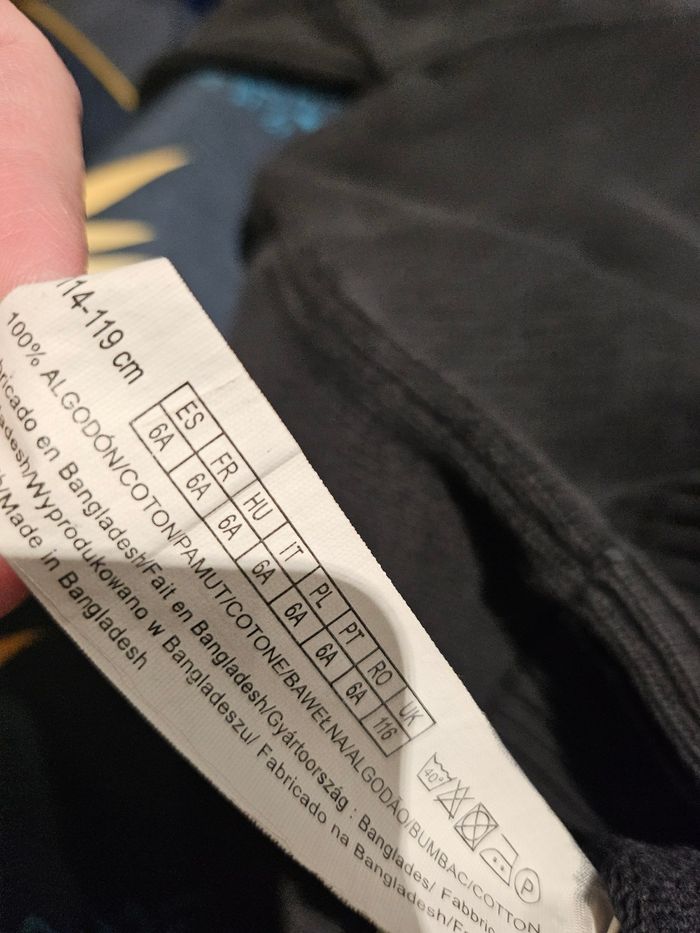 114-119 cm
ES FR HU IT PL PT RO UK
6A 6A 6A 6A 6A 6A 6A 116
100% ALGODÓN/COTON/PAMUT/COTONE/BAWEŁNA/ALGODÃO/BUMBAC/COTTON
en Bangladesh/Fait en Bangladesh/Gyártóország : Banglades/
Wyprodukowano w Bangladeszu/ Fabricado na Bangladesh/
Made in Bangladesh
40°
P